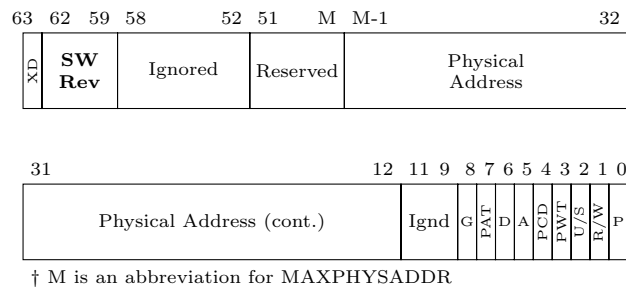 63 62 59 58 52 51 M M-1 32
XD SW Rev Ignored Reserved Physical Address
31 12 11 9 8 7 6 5 4 3 2 1 0
Physical Address (cont.) Ignd G PAT D A PCD PWT U/S R/W P
† M is an abbreviation for MAXPHYSADDR